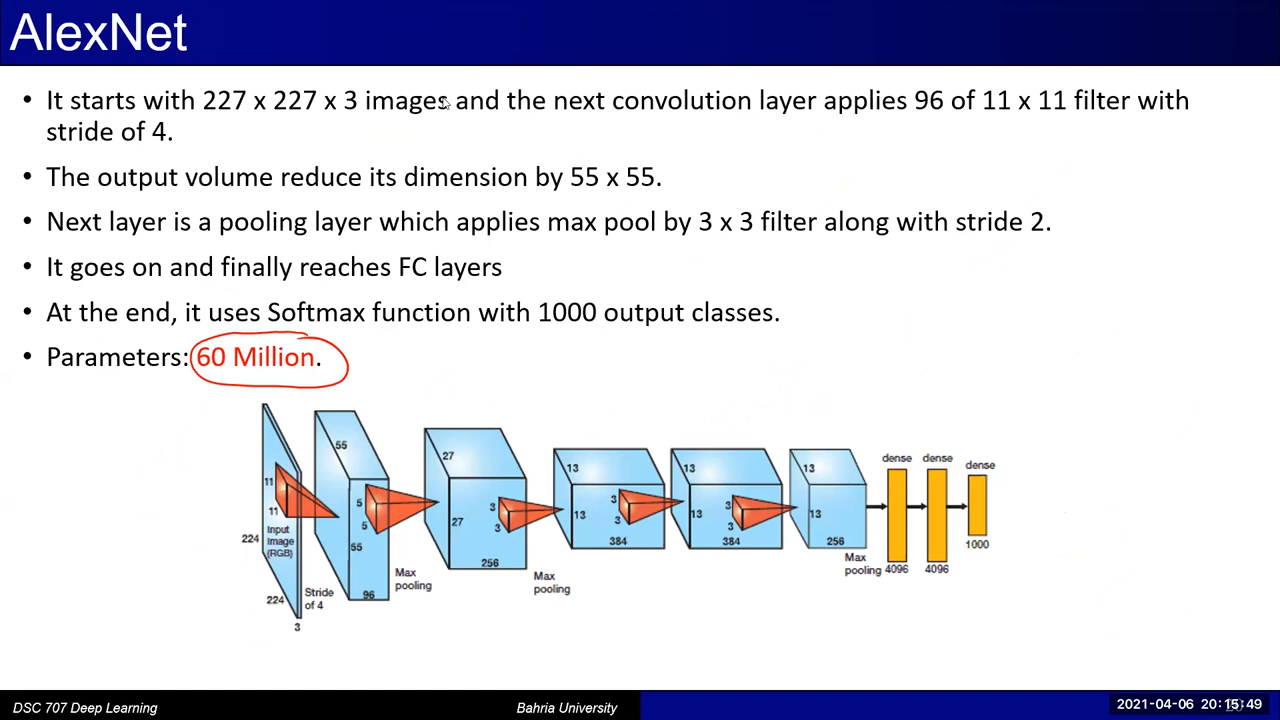 AlexNet
• It starts with 227 x 227 x 3 images and the next convolution layer applies 96 of 11 x 11 filter with
stride of 4.
• The output volume reduce its dimension by 55 x 55.
• Next layer is a pooling layer which applies max pool by 3 x 3 filter along with stride 2.
• It goes on and finally reaches FC layers
• At the end, it uses Softmax function with 1000 output classes.
• Parameters: 60 Million.
11
11
Input
Image
(RGB)
224
224
3
Stride
of 4
55
5
5
55
96
Max
pooling
27
3
3
27
256
Max
pooling
13
3
3
13
384
13
3
3
13
384
13
13
256
Max
pooling
dense
4096
dense
4096
dense
1000
DSC 707 Deep Learning
Bahria University
2021-04-06 20:15:49